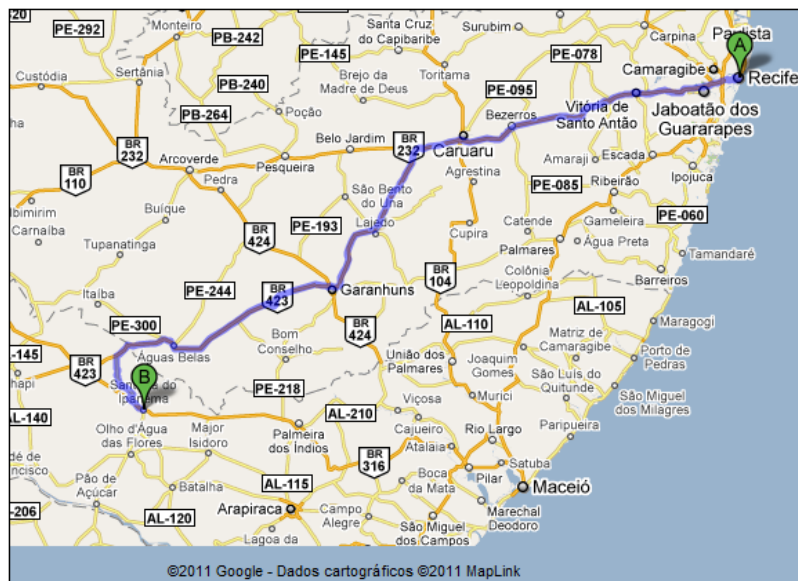 320
PE-292
Monteiro
PB-242
Santa Cruz
do Capibaribe
PE-145
Surubim
PE-078
Carpina
Paulista
A
Recife
Custódia
Sertânia
PB-240
Toritama
Camaragibe
Brejo da
Madre de Deus
PE-095
Bezerros
Vitória de
Santo Antão
Jaboatão dos
Guararapes
PB-264
Poção
BR
232
Belo Jardim
BR
232
Caruaru
Arcoverde
Pesqueira
BR
110
Pedra
Agrestina
Amaraji
Escada
Ipojuca
PE-085
Ribeirão
São Bento
do Una
Ibimirim
Buíque
PE-193
Lajedo
Gameleira
PE-060
Carnaíba
Tupanatinga
BR
424
Cupira
Catende
Palmares
Água Preta
Tamandaré
PE-244
BR
423
Garanhuns
BR
104
Colônia
Leopoldina
Barreiros
Itaíba
AL-105
PE-300
Águas Belas
Bom
Conselho
BR
424
AL-110
Maragogi
-145
BR
423
União dos
Palmares
Joaquim
Gomes
Matriz de
Camaragibe
Porto de
Pedras
B
Santana do
Ipanema
PE-218
São Luís do
Quitunde
São Miguel
dos Milagres
AL-140
AL-210
Viçosa
Murici
Olho d'Água
das Flores
Major
Isidoro
Palmeira
dos Índios
Cajueiro
Rio Largo
Paripueira
Atalaia
BR
316
Satuba
Pão de
Açúcar
Batalha
AL-115
Boca
da Mata
Pilar
Maceió
-206
AL-120
Arapiraca
Campo
Alegre
Marechal
Deodoro
São Miguel
dos Campos
Lagoa da
©2011 Google - Dados cartográficos ©2011 MapLink